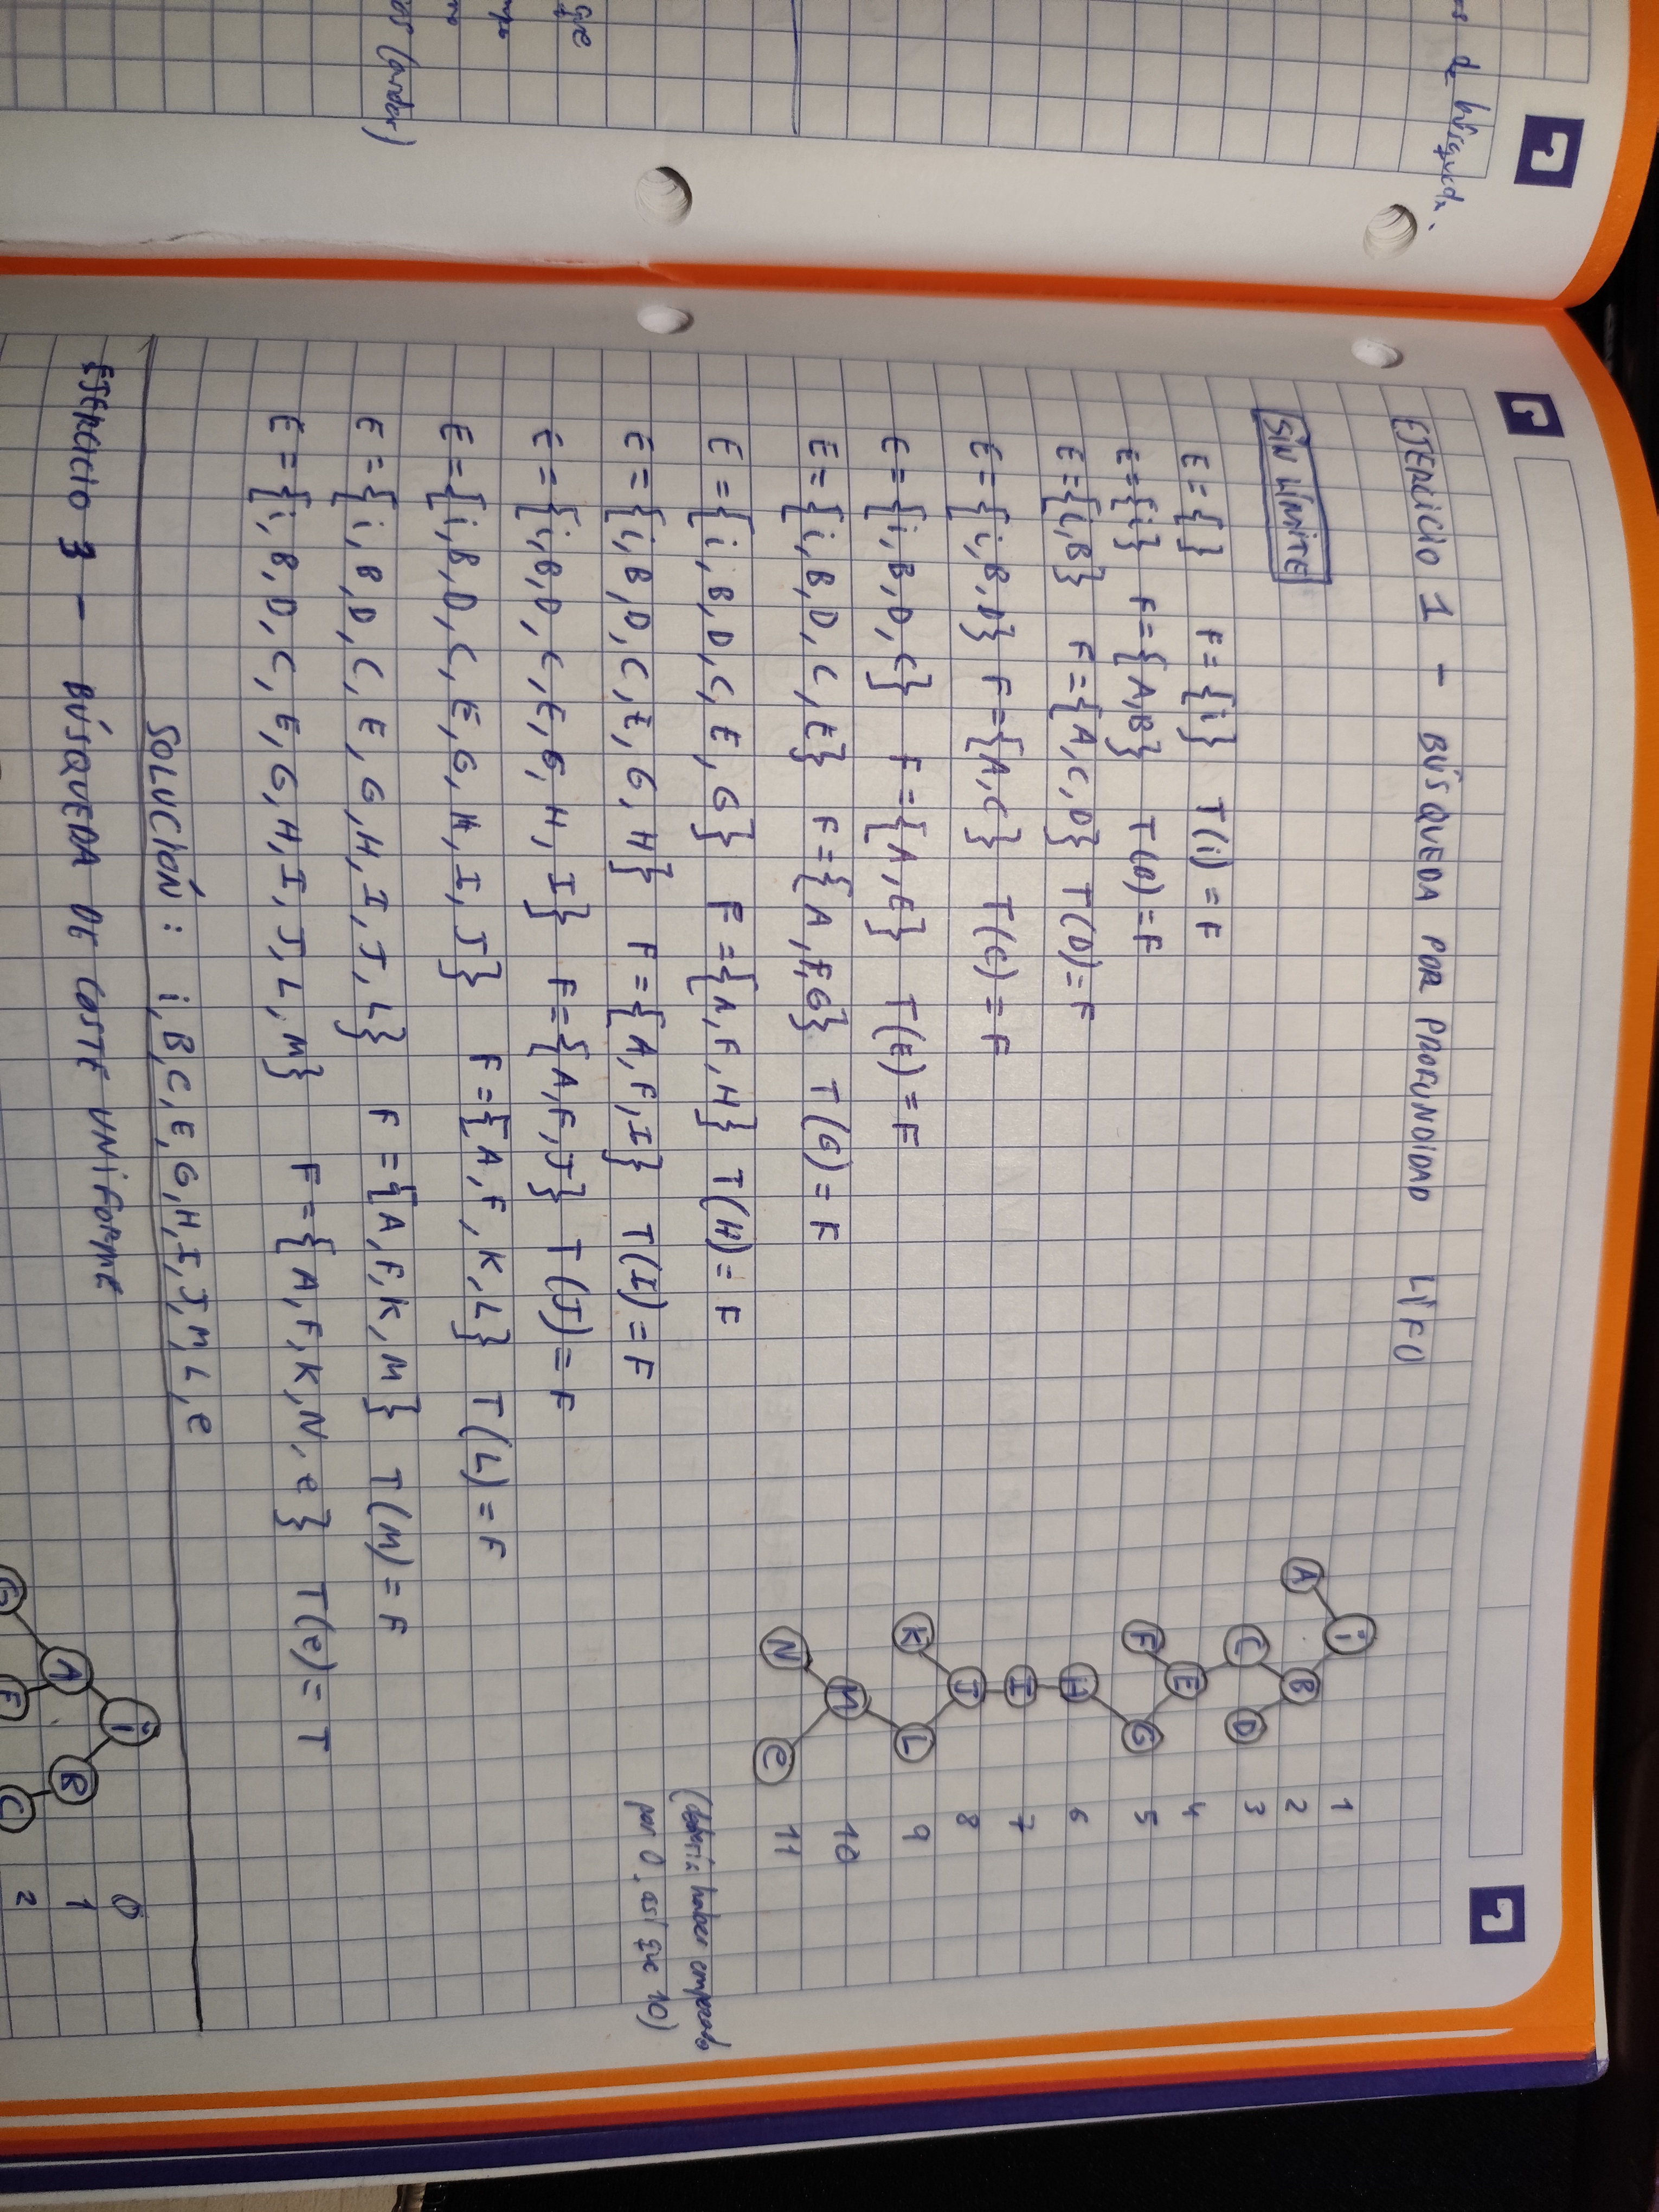 de búsqueda.
que
(anders)
EJERCICIO 1 - BÚSQUEDA POR PROFUNDIDAD LIFO
SIN LÍMITE
E={} F={i} T(i)=F
E={i} F={A,B} T(B)=F
E={i,B} F={A,C,D} T(D)=F
E={i,B,D} F={A,C} T(C)=F
E={i,B,D,C} F={A,E} T(E)=F
E={i,B,D,C,E} F={A,F,G} T(G)=F
E={i,B,D,C,E,G} F={A,F,H} T(H)=F
E={i,B,D,C,E,G,H} F={A,F,I} T(I)=F
E={i,B,D,C,E,G,H,I} F={A,F,J} T(J)=F
E={i,B,D,C,E,G,H,I,J} F={A,F,K,L} T(L)=F
E={i,B,D,C,E,G,H,I,J,L} F={A,F,K,M} T(M)=F
E={i,B,D,C,E,G,H,I,J,L,M} F={A,F,K,N,e} T(e)=T
SOLUCIÓN: i,B,C,E,G,H,I,J,M,L,e
i 1
A B 2
C D 3
E 4
F G 5
H 6
I 7
J 8
K L 9
M 10
N e 11
(debería haber empezado
por 0, así que 10)
EJERCICIO 3 - BÚSQUEDA DE COSTE UNIFORME
i 0
A B 1
G F C 2